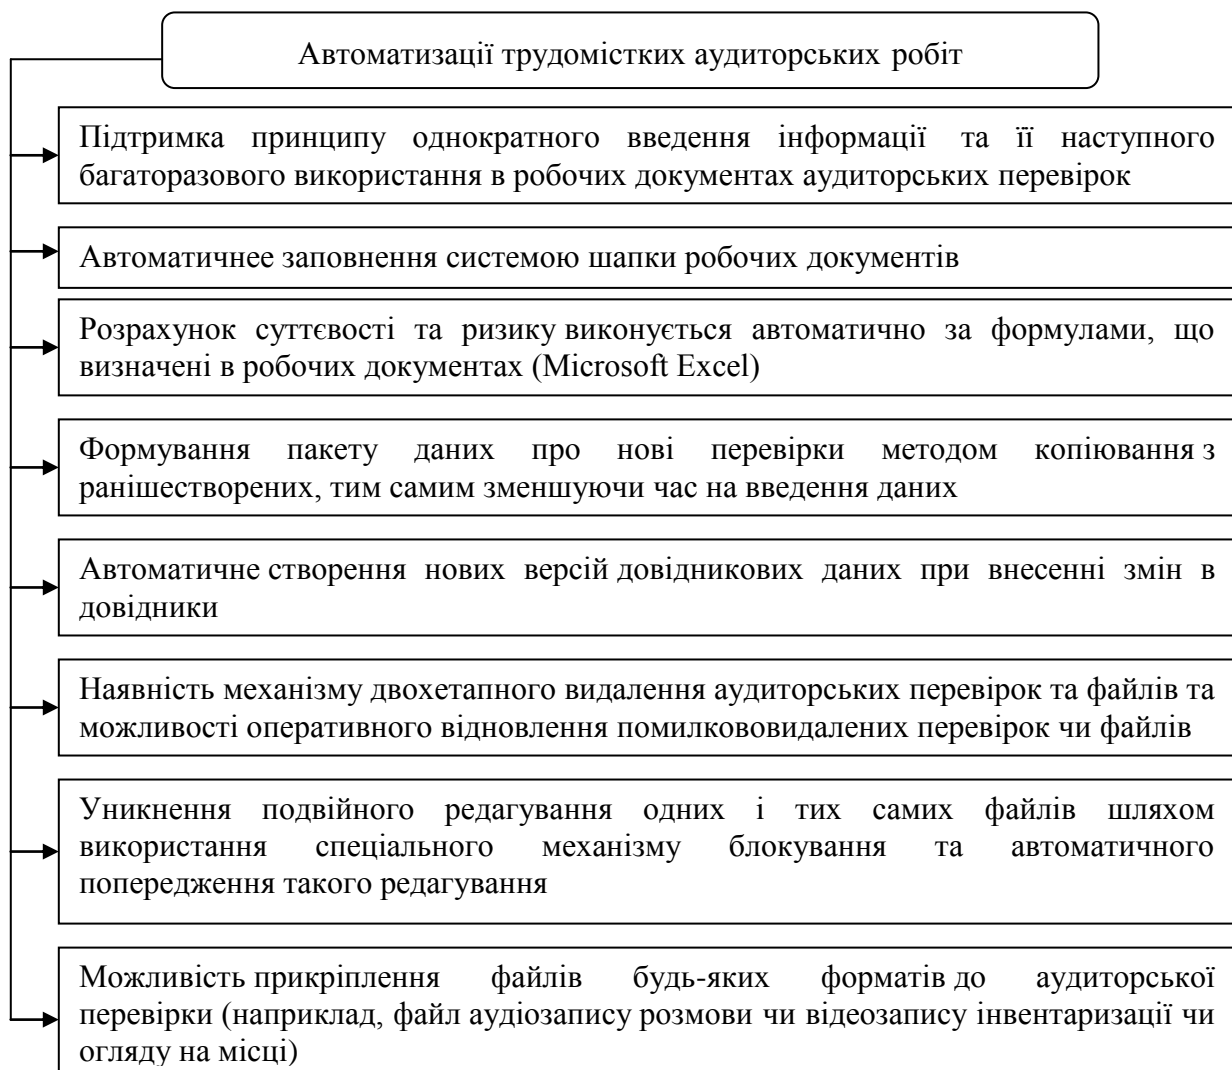 Автоматизації трудомістких аудиторських робіт
Підтримка принципу однократного введення інформації та її наступного
багаторазового використання в робочих документах аудиторських перевірок
Автоматичнее заповнення системою шапки робочих документів
Розрахунок суттєвості та ризику виконується автоматично за формулами, що
визначені в робочих документах (Microsoft Excel)
Формування пакету даних про нові перевірки методом копіювання з
ранішестворених, тим самим зменшуючи час на введення даних
Автоматичне створення нових версій довідникових даних при внесенні змін в
довідники
Наявність механізму двохетапного видалення аудиторських перевірок та файлів та
можливості оперативного відновлення помилкововидалених перевірок чи файлів
Уникнення подвійного редагування одних і тих самих файлів шляхом
використання спеціального механізму блокування та автоматичного
попередження такого редагування
Можливість прикріплення файлів будь-яких форматів до аудиторської
перевірки (наприклад, файл аудіозапису розмови чи відеозапису інвентаризації чи
огляду на місці)